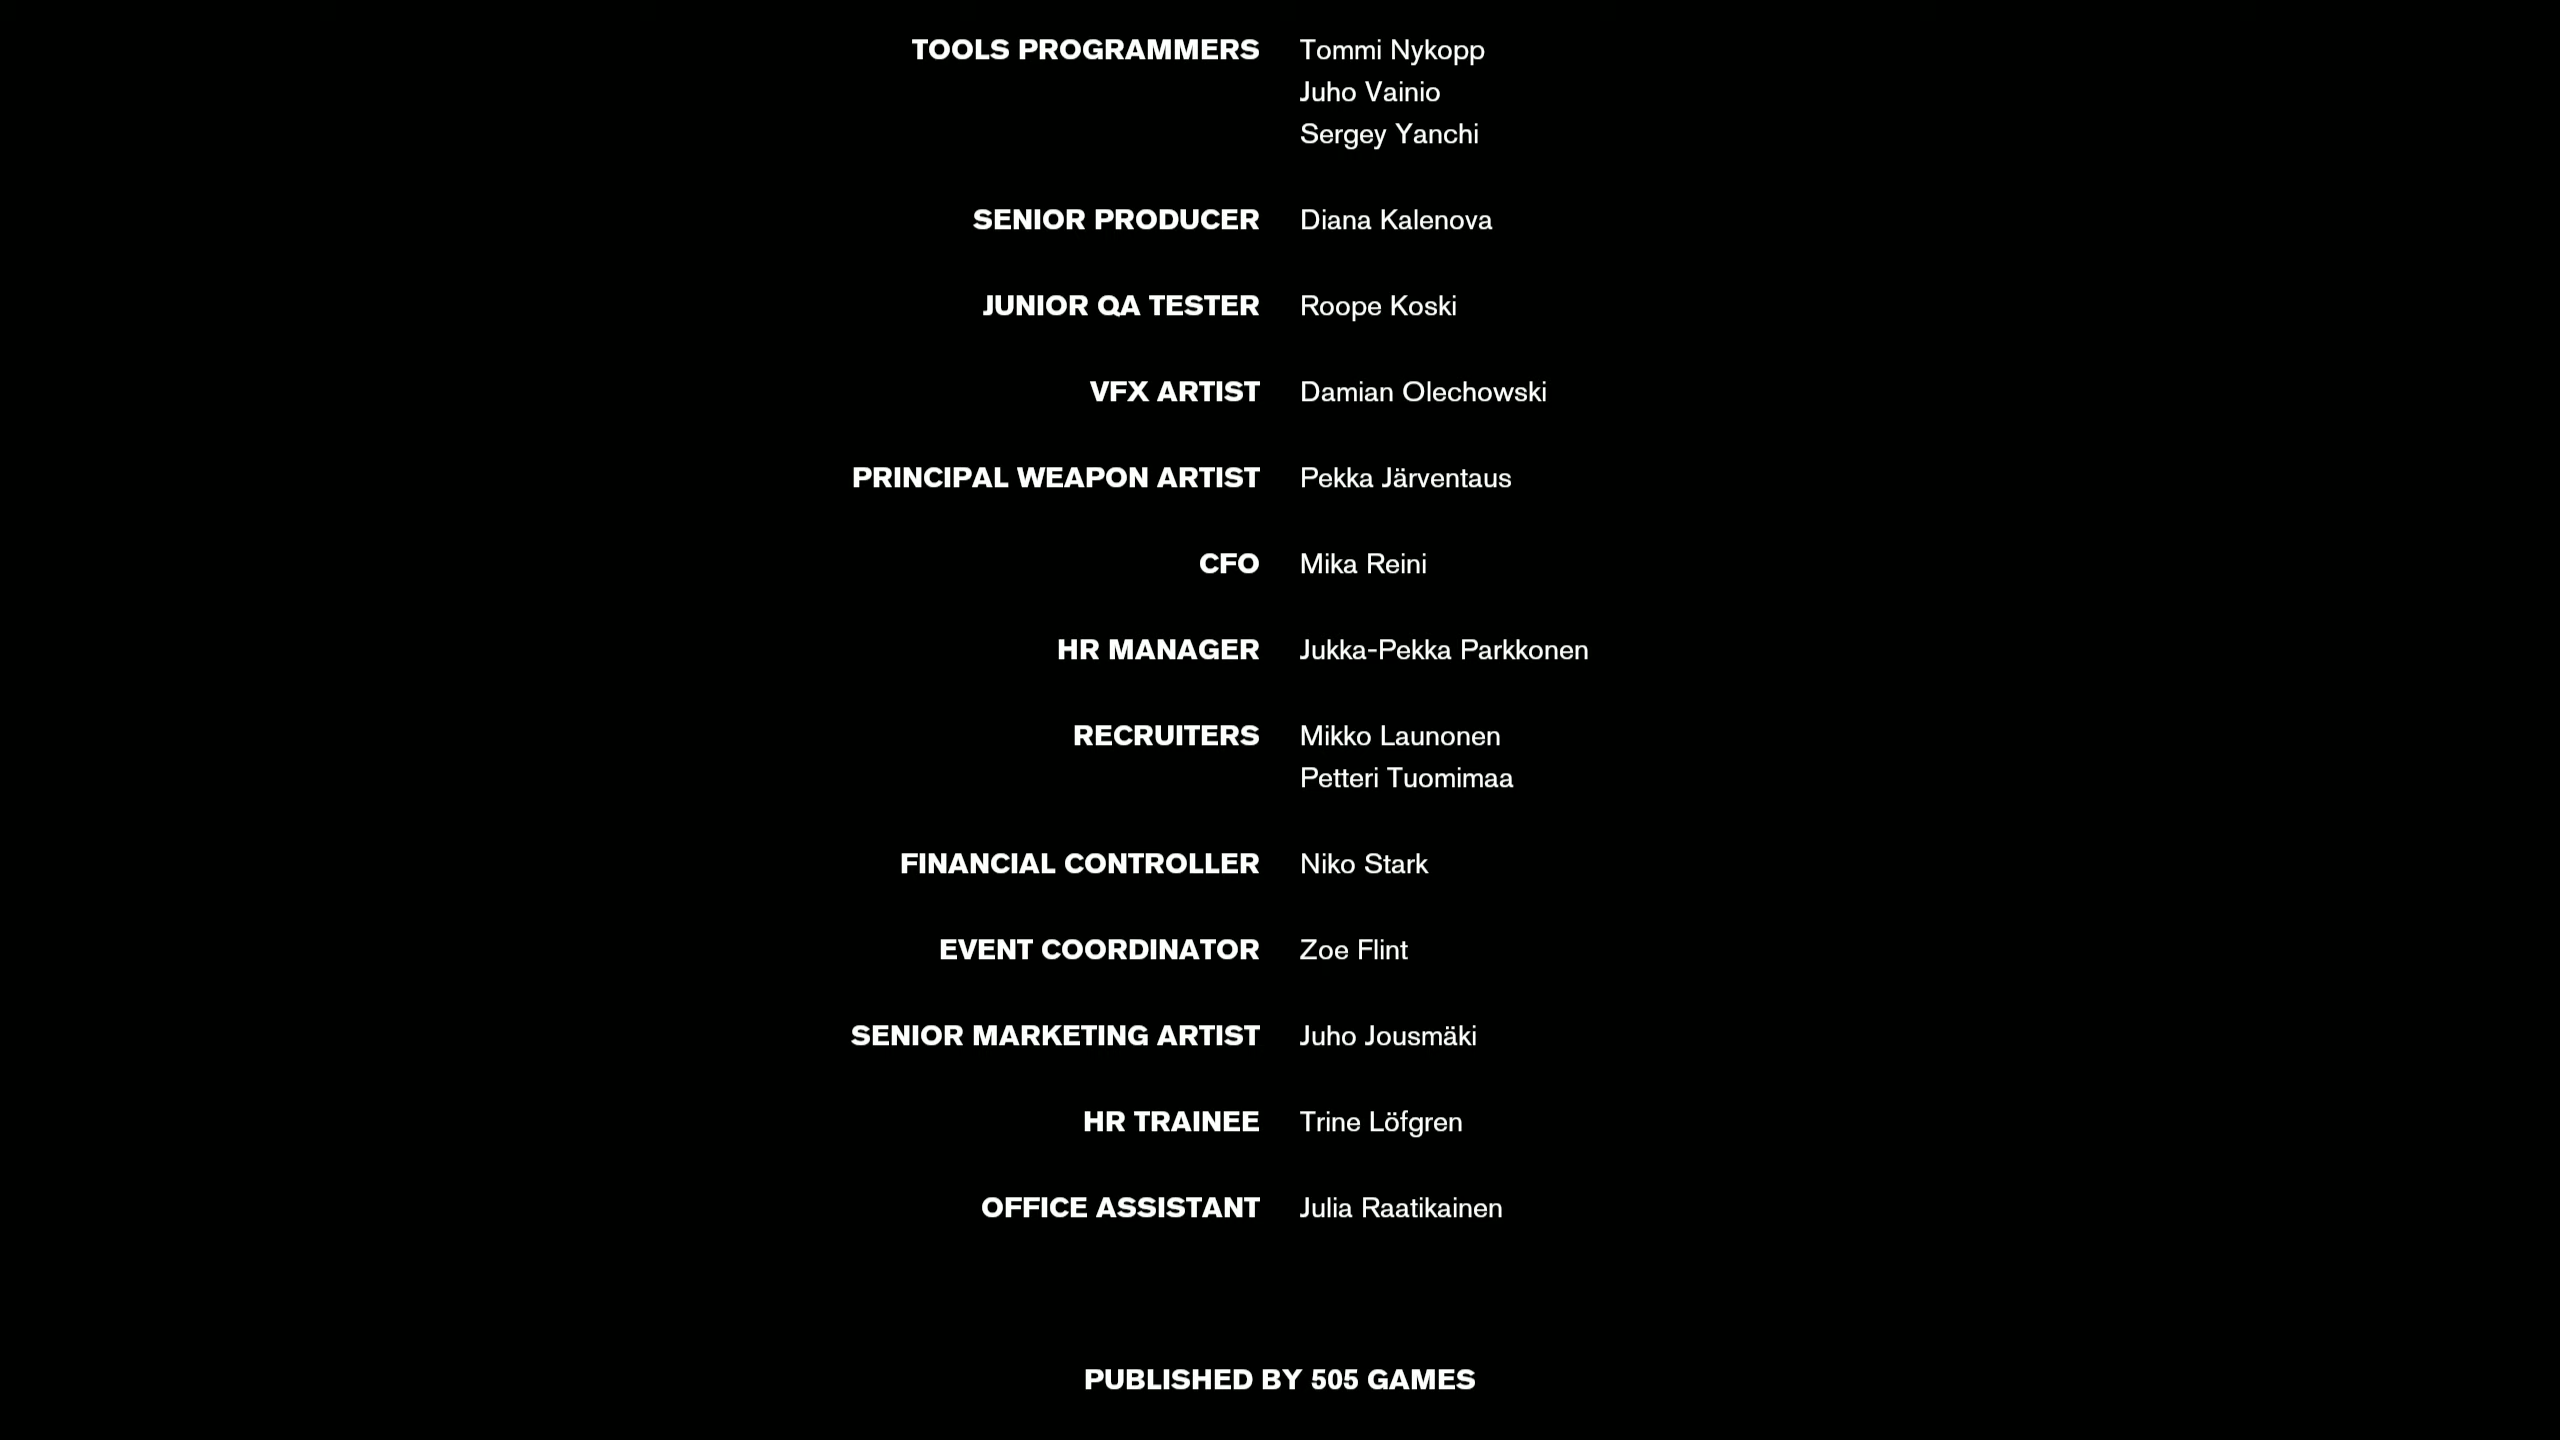 TOOLS PROGRAMMERS Tommi Nykopp
Juho Vainio
Sergey Yanchi
SENIOR PRODUCER Diana Kalenova
JUNIOR QA TESTER Roope Koski
VFX ARTIST Damian Olechowski
PRINCIPAL WEAPON ARTIST Pekka Järventaus
CFO Mika Reini
HR MANAGER Jukka-Pekka Parkkonen
RECRUITERS Mikko Launonen
Petteri Tuomimaa
FINANCIAL CONTROLLER Niko Stark
EVENT COORDINATOR Zoe Flint
SENIOR MARKETING ARTIST Juho Jousmäki
HR TRAINEE Trine Löfgren
OFFICE ASSISTANT Julia Raatikainen
PUBLISHED BY 505 GAMES